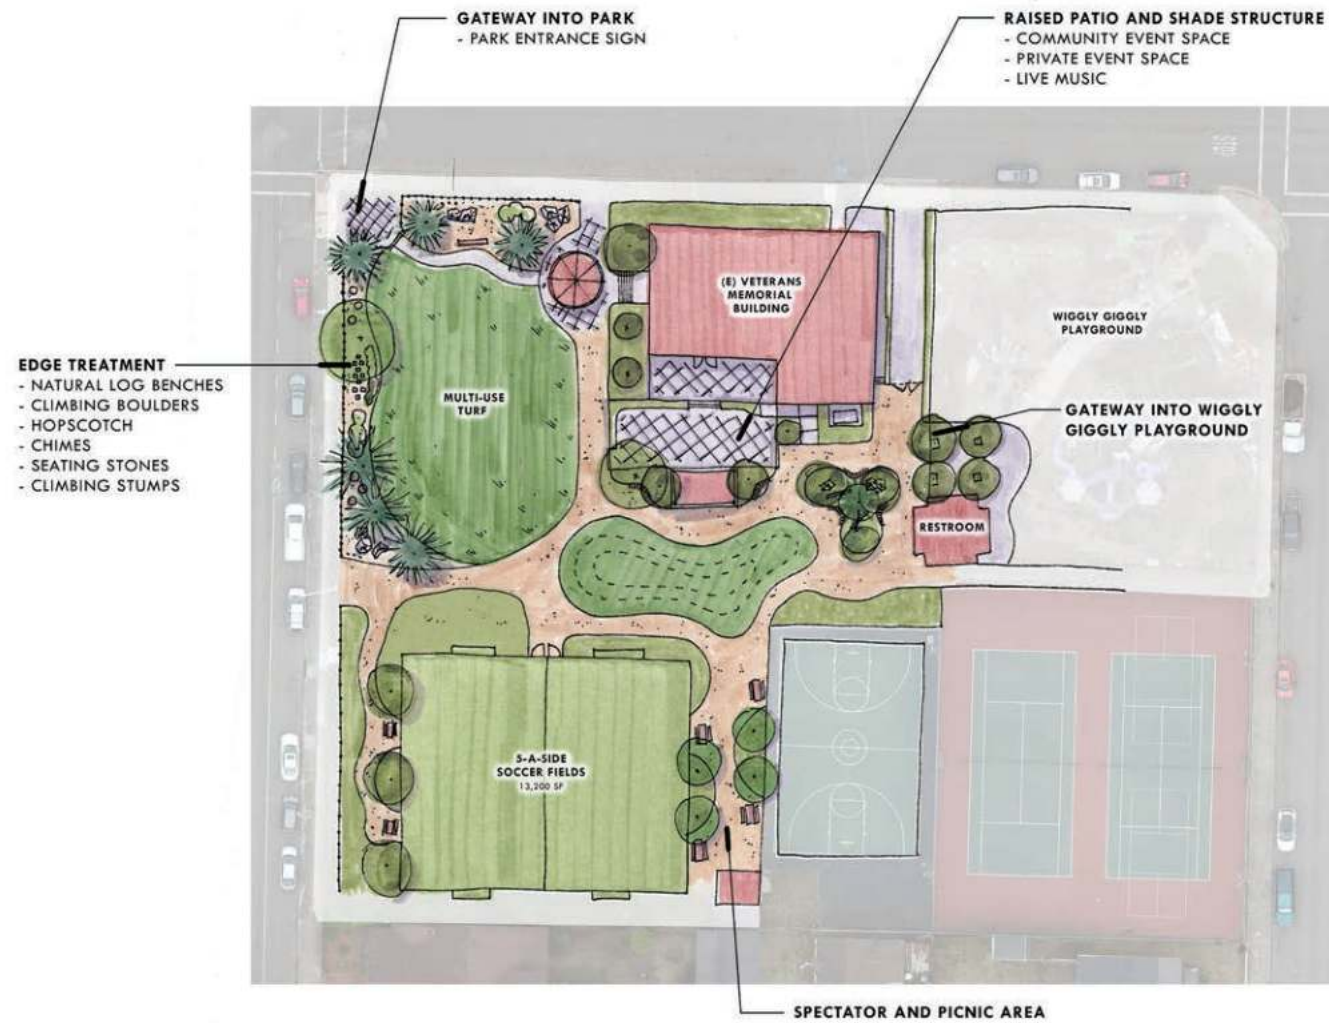 GATEWAY INTO PARK
- PARK ENTRANCE SIGN
RAISED PATIO AND SHADE STRUCTURE
- COMMUNITY EVENT SPACE
- PRIVATE EVENT SPACE
- LIVE MUSIC
(E) VETERANS
MEMORIAL
BUILDING
WIGGLY GIGGLY
PLAYGROUND
EDGE TREATMENT
- NATURAL LOG BENCHES
- CLIMBING BOULDERS
- HOPSCOTCH
- CHIMES
- SEATING STONES
- CLIMBING STUMPS
MULTI-USE
TURF
GATEWAY INTO WIGGLY
GIGGLY PLAYGROUND
RESTROOM
5-A-SIDE
SOCCER FIELDS
13,200 SF
SPECTATOR AND PICNIC AREA